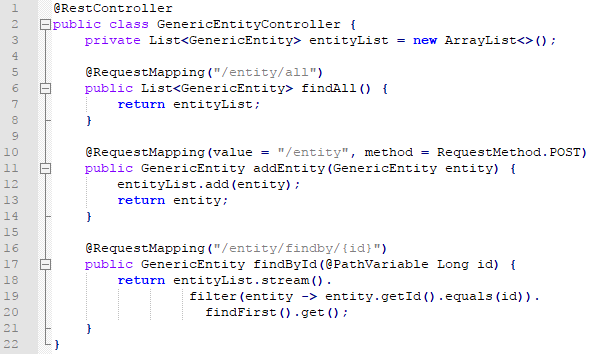 1 @RestController
2 public class GenericEntityController {
3     private List<GenericEntity> entityList = new ArrayList<>();
4
5     @RequestMapping("/entity/all")
6     public List<GenericEntity> findAll() {
7         return entityList;
8     }
9
10     @RequestMapping(value = "/entity", method = RequestMethod.POST)
11     public GenericEntity addEntity(GenericEntity entity) {
12         entityList.add(entity);
13         return entity;
14     }
15
16     @RequestMapping("/entity/findby/{id}")
17     public GenericEntity findById(@PathVariable Long id) {
18         return entityList.stream().
19                  filter(entity -> entity.getId().equals(id)).
20                    findFirst().get();
21     }
22 }